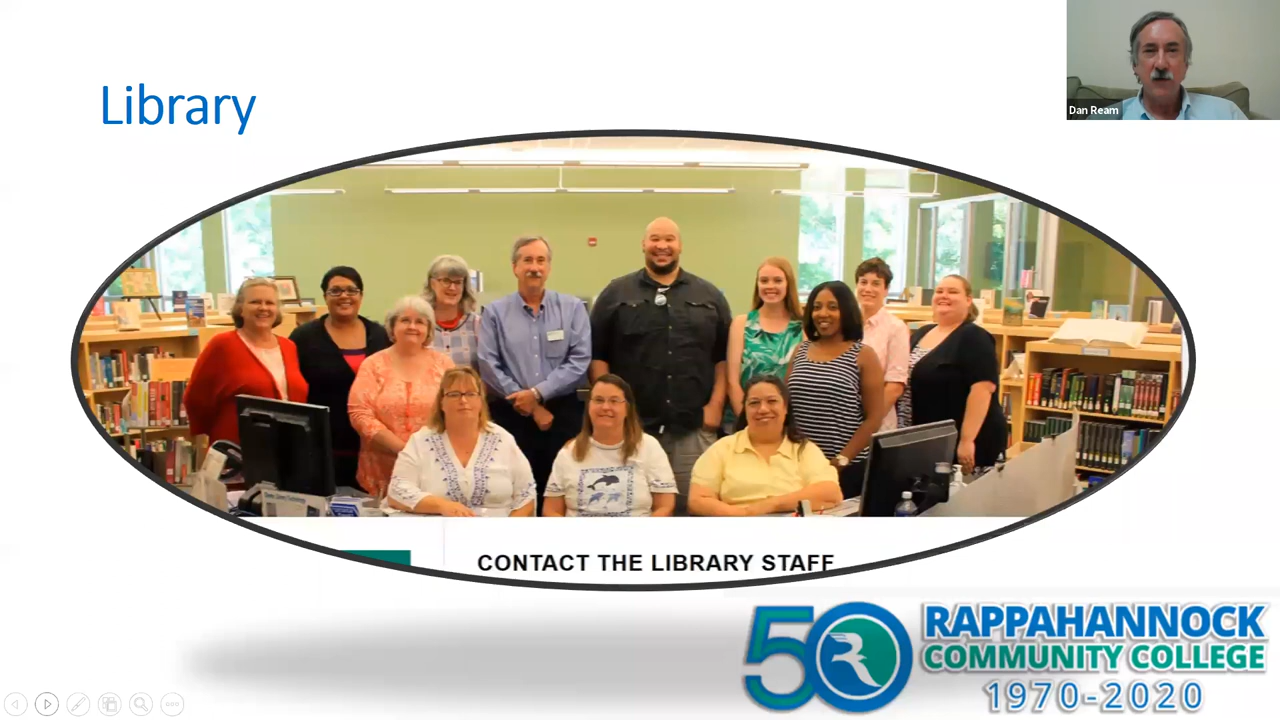 Library
Dan Ream
CONTACT THE LIBRARY STAFF
50 RAPPAHANNOCK
COMMUNITY COLLEGE
1970-2020